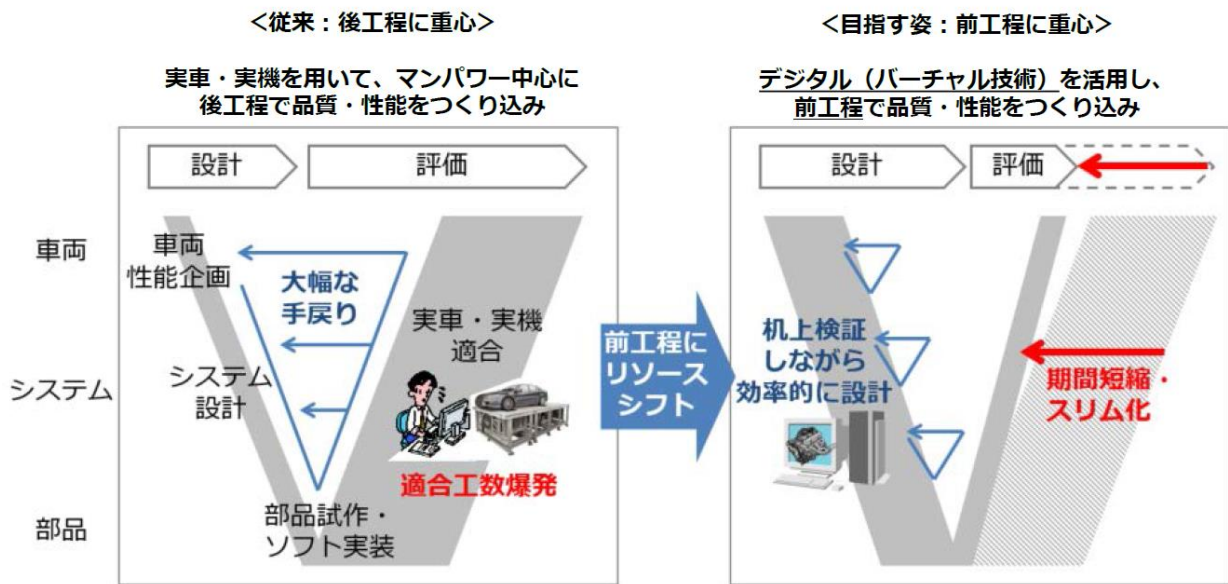 ＜従来：後工程に重心＞
実車・実機を用いて、マンパワー中心に
後工程で品質・性能をつくり込み
設計
評価
車両
システム
部品
車両
性能企画
大幅な
手戻り
実車・実機
適合
システム
設計
適合工数爆発
部品試作・
ソフト実装
前工程に
リソース
シフト
＜目指す姿：前工程に重心＞
デジタル（バーチャル技術）を活用し、
前工程で品質・性能をつくり込み
設計
評価
机上検証
しながら
効率的に設計
期間短縮・
スリム化